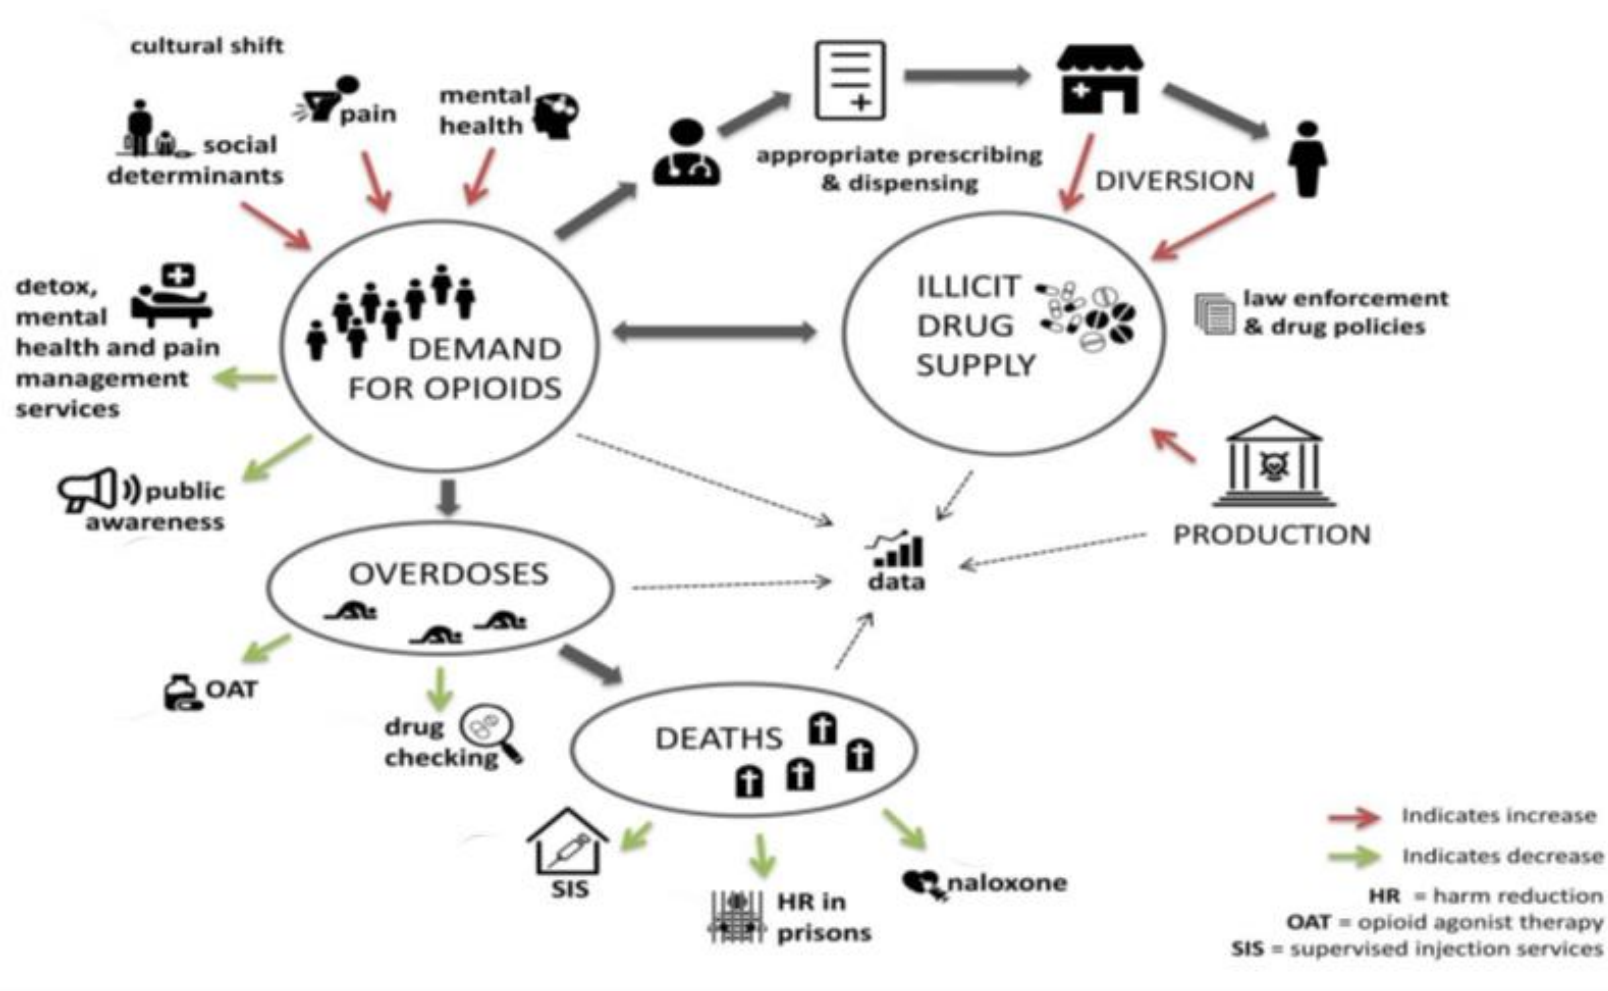 cultural shift
pain
mental
health
social
determinants
appropriate prescribing
& dispensing
DIVERSION
detox,
mental
health and pain
management
services
DEMAND
FOR OPIOIDS
ILLICIT
DRUG
SUPPLY
law enforcement
& drug policies
public
awareness
PRODUCTION
OVERDOSES
data
OAT
drug
checking
DEATHS
SIS
HR in
prisons
naloxone
Indicates increase
Indicates decrease
HR = harm reduction
OAT = opioid agonist therapy
SIS = supervised injection services